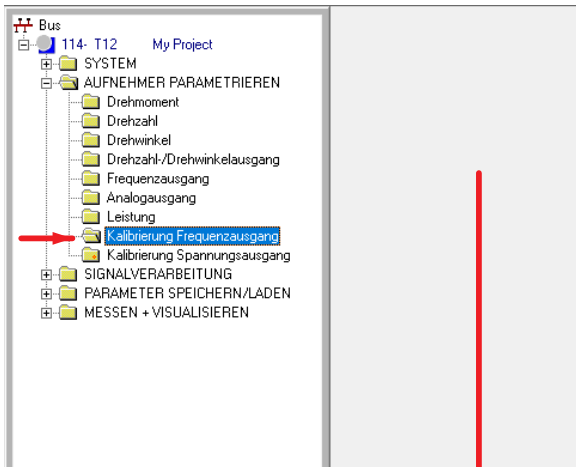 Bus
114- T12 My Project
SYSTEM
AUFNEHMER PARAMETRIEREN
Drehmoment
Drehzahl
Drehwinkel
Drehzahl-/Drehwinkelausgang
Frequenzausgang
Analogausgang
Leistung
Kalibrierung Frequenzausgang
Kalibrierung Spannungsausgang
SIGNALVERARBEITUNG
PARAMETER SPEICHERN/LADEN
MESSEN + VISUALISIEREN